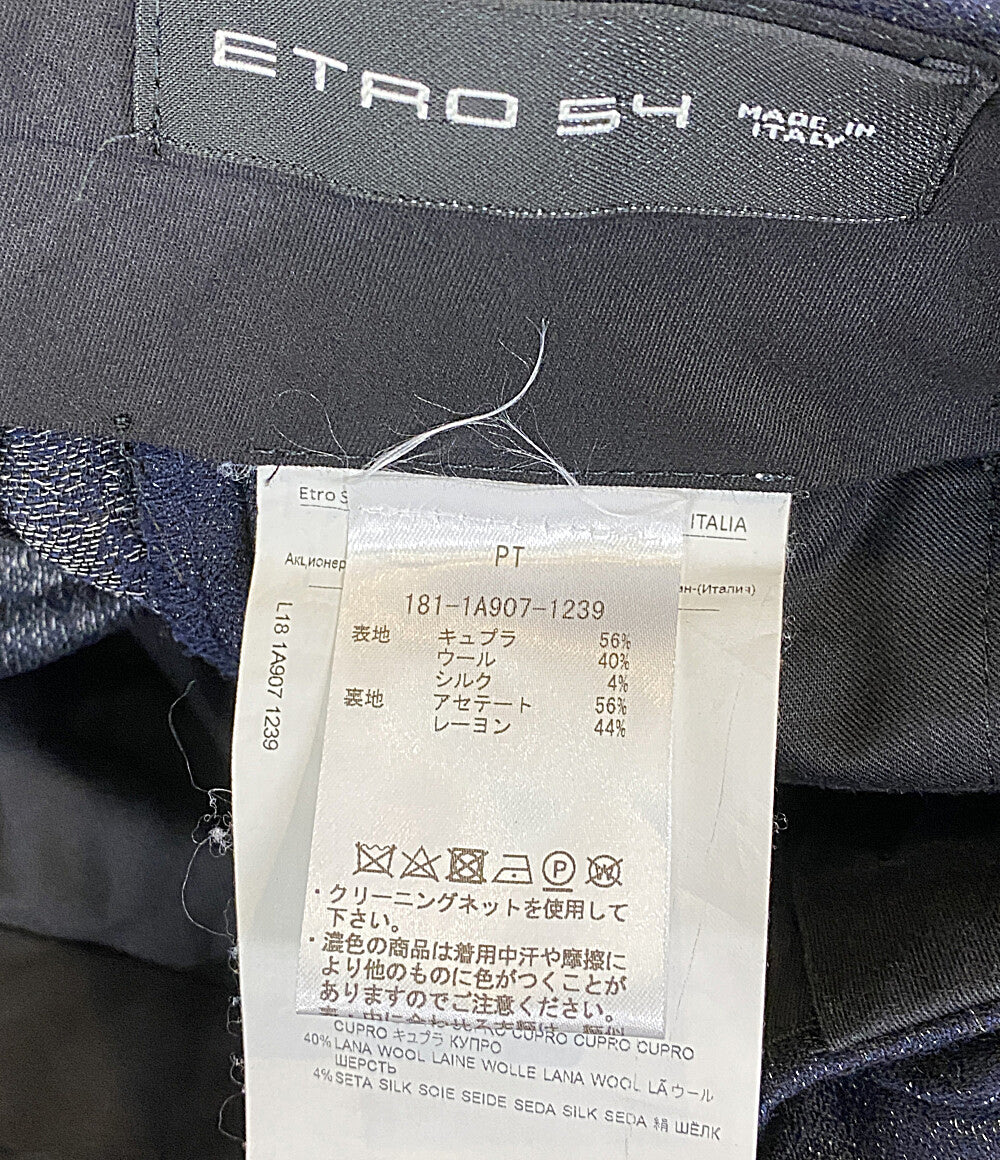 ETRO 54 MADE IN ITALY
Etro S
ITALIA
PT
Акционер
ан-(Италия)
181-1A907-1239
L18 1A907 1239
表地 キュプラ 56%
ウール 40%
シルク 4%
裏地 アセテート 56%
レーヨン 44%
P W
・クリーニングネットを使用して
下さい。
・濃色の商品は着用中汗や摩擦に
より他のものに色がつくことが
ありますのでご注意ください。
CUPRO キュプラ КУПРО CUPRO CUPRO CUPRO
40% LANA WOOL LAINE WOLLE LANA WOOL LÃ ウール
ШЕРСТЬ
4% SETA SILK SOIE SEIDE SEDA SILK SEDA 絹 ШЁЛК